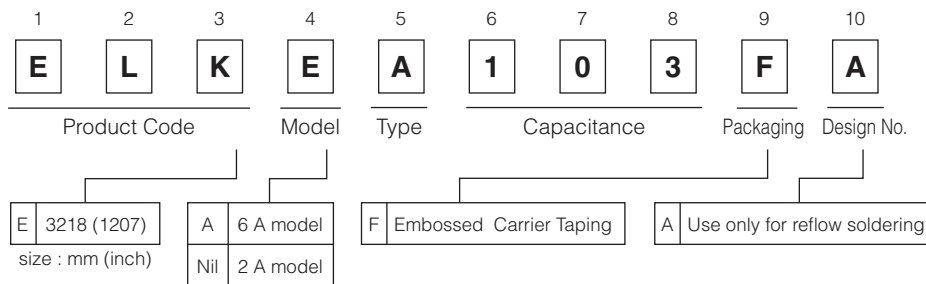 1 2 3 4 5 6 7 8 9 10
E L K E A 1 0 3 F A
Product Code Model Type Capacitance Packaging Design No.
E 3218 (1207) A 6 A model F Embossed Carrier Taping A Use only for reflow soldering
size : mm (inch) Nil 2 A model